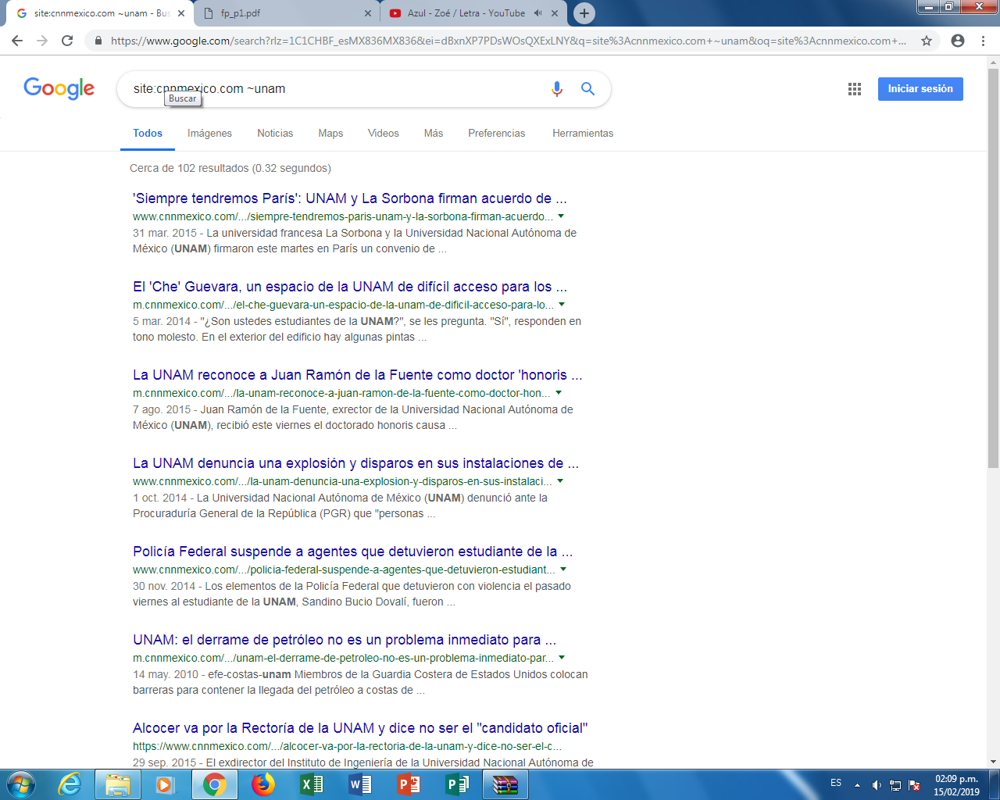 site:cnnmexico.com ~unam - Bus
fp_p1.pdf
Azul - Zoé / Letra - YouTube
https://www.google.com/search?rlz=1C1CHBF_esMX836MX836&ei=dBxnXP7PDsWOsQXExLNY&q=site%3Acnnmexico.com+~unam&oq=site%3Acnnmexico.com+...
Google
site:cnnmexico.com ~unam
Buscar
Iniciar sesión
Todos Imágenes Noticias Maps Videos Más Preferencias Herramientas
Cerca de 102 resultados (0.32 segundos)
'Siempre tendremos París': UNAM y La Sorbona firman acuerdo de ...
www.cnnmexico.com/.../siempre-tendremos-paris-unam-y-la-sorbona-firman-acuerdo...
31 mar. 2015 - La universidad francesa La Sorbona y la Universidad Nacional Autónoma de
México (UNAM) firmaron este martes en París un convenio de ...
El 'Che' Guevara, un espacio de la UNAM de difícil acceso para los ...
m.cnnmexico.com/.../el-che-guevara-un-espacio-de-la-unam-de-dificil-acceso-para-lo...
5 mar. 2014 - "¿Son ustedes estudiantes de la UNAM?", se les pregunta. "Sí", responden en
tono molesto. En el exterior del edificio hay algunas pintas ...
La UNAM reconoce a Juan Ramón de la Fuente como doctor 'honoris ...
m.cnnmexico.com/.../la-unam-reconoce-a-juan-ramon-de-la-fuente-como-doctor-hon...
7 ago. 2015 - Juan Ramón de la Fuente, exrector de la Universidad Nacional Autónoma de
México (UNAM), recibió este viernes el doctorado honoris causa ...
La UNAM denuncia una explosión y disparos en sus instalaciones de ...
www.cnnmexico.com/.../la-unam-denuncia-una-explosion-y-disparos-en-sus-instalaci...
1 oct. 2014 - La Universidad Nacional Autónoma de México (UNAM) denunció ante la
Procuraduría General de la República (PGR) que "personas ...
Policía Federal suspende a agentes que detuvieron estudiante de la ...
www.cnnmexico.com/.../policia-federal-suspende-a-agentes-que-detuvieron-estudiant...
30 nov. 2014 - Los elementos de la Policía Federal que detuvieron con violencia el pasado
viernes al estudiante de la UNAM, Sandino Bucio Dovalí, fueron ...
UNAM: el derrame de petróleo no es un problema inmediato para ...
m.cnnmexico.com/.../unam-el-derrame-de-petroleo-no-es-un-problema-inmediato-par...
14 may. 2010 - efe-costas-unam Miembros de la Guardia Costera de Estados Unidos colocan
barreras para contener la llegada del petróleo a costas de ...
Alcocer va por la Rectoría de la UNAM y dice no ser el "candidato oficial"
https://www.cnnmexico.com/.../alcocer-va-por-la-rectoria-de-la-unam-y-dice-no-ser-el-c...
29 sep. 2015 - El exdirector del Instituto de Ingeniería de la Universidad Nacional Autónoma de
ES
02:09 p.m.
15/02/2019